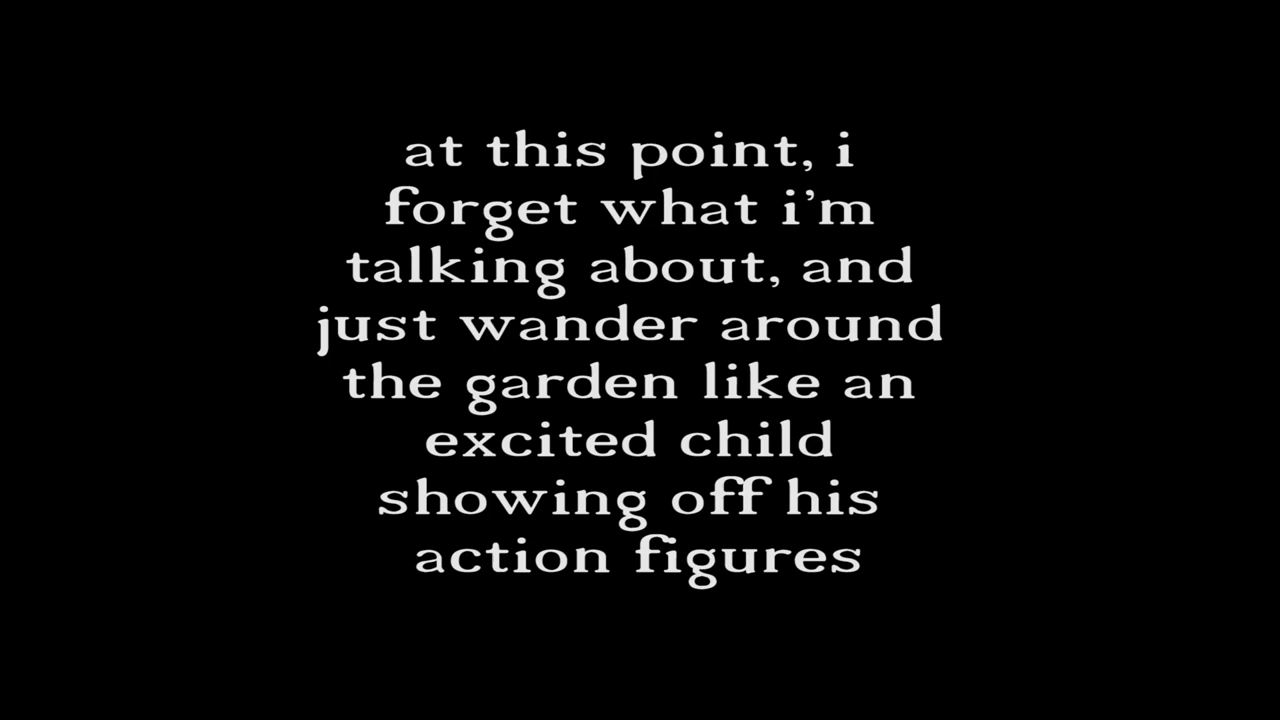 at this point, i
forget what i'm
talking about, and
just wander around
the garden like an
excited child
showing off his
action figures